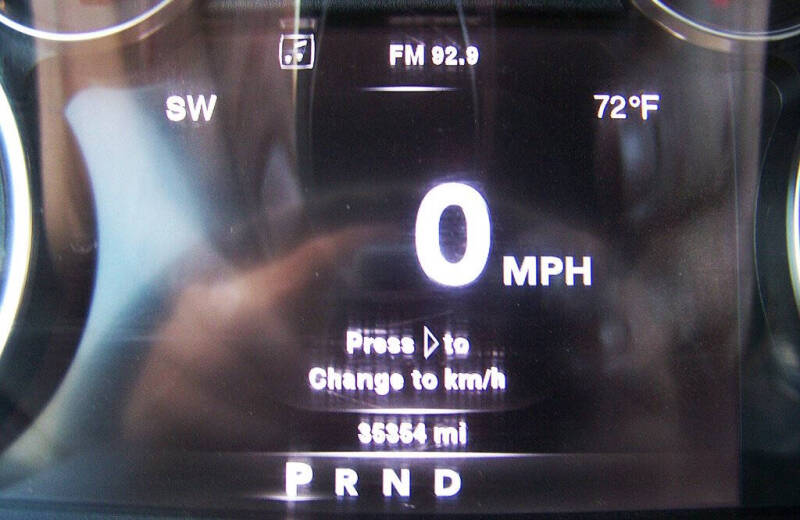 FM 92.9
SW 72°F
0 MPH
Press ▷ to
Change to km/h
35354 mi
P R N D